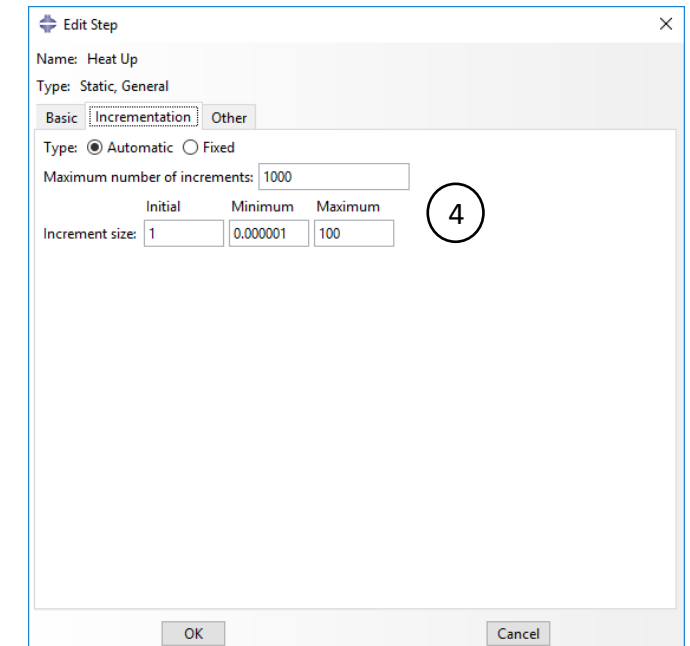 Edit Step
Name: Heat Up
Type: Static, General
Basic Incrementation Other
Type: Automatic Fixed
Maximum number of increments: 1000
Initial Minimum Maximum
Increment size: 1 0.000001 100
4
OK Cancel